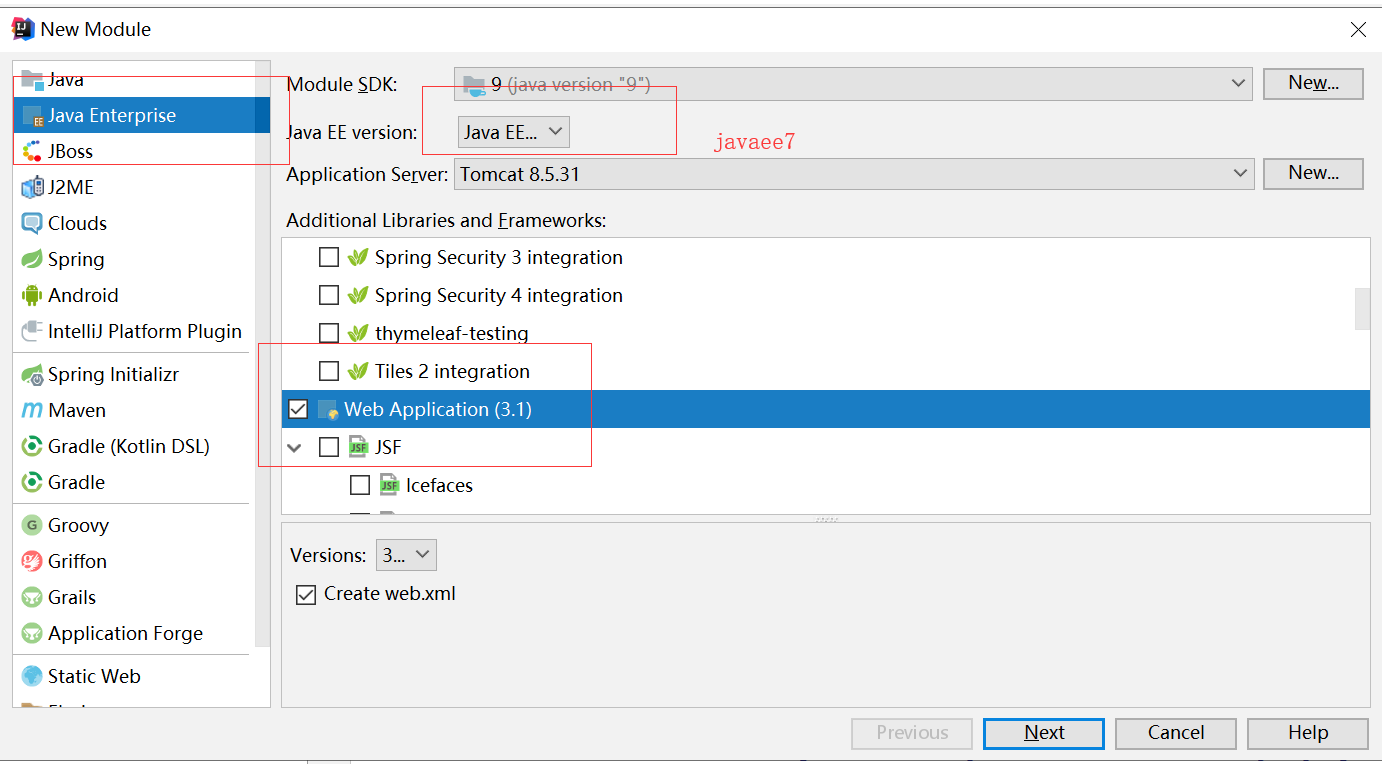 New Module
Java
Java Enterprise
JBoss
J2ME
Clouds
Spring
Android
IntelliJ Platform Plugin
Spring Initializr
Maven
Gradle (Kotlin DSL)
Gradle
Groovy
Griffon
Grails
Application Forge
Static Web
Module SDK: 9 (java version "9") New...
Java EE version: Java EE... javaee7
Application Server: Tomcat 8.5.31 New...
Additional Libraries and Frameworks:
Spring Security 3 integration
Spring Security 4 integration
thymeleaf-testing
Tiles 2 integration
Web Application (3.1)
JSF
Icefaces
Versions: 3...
Create web.xml
Previous Next Cancel Help